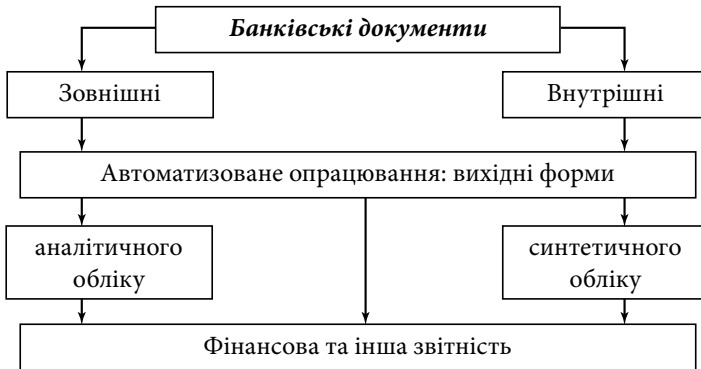 Банківські документи
Зовнішні
Внутрішні
Автоматизоване опрацювання: вихідні форми
аналітичного
обліку
синтетичного
обліку
Фінансова та інша звітність